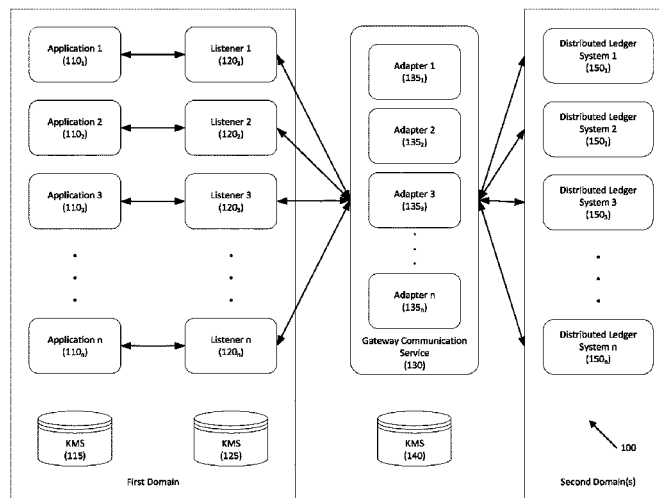 Application 1
(110₁)
Listener 1
(120₁)
Adapter 1
(135₁)
Distributed Ledger
System 1
(150₁)
Application 2
(110₂)
Listener 2
(120₂)
Adapter 2
(135₂)
Distributed Ledger
System 2
(150₁)
Application 3
(110₃)
Listener 3
(120₃)
Adapter 3
(135₃)
Distributed Ledger
System 3
(150₃)
Application n
(110ₙ)
Listener n
(120ₙ)
Adapter n
(135ₙ)
Gateway Communication
Service
(130)
Distributed Ledger
System n
(150ₙ)
KMS
(115)
KMS
(125)
KMS
(140)
100
First Domain
Second Domain(s)